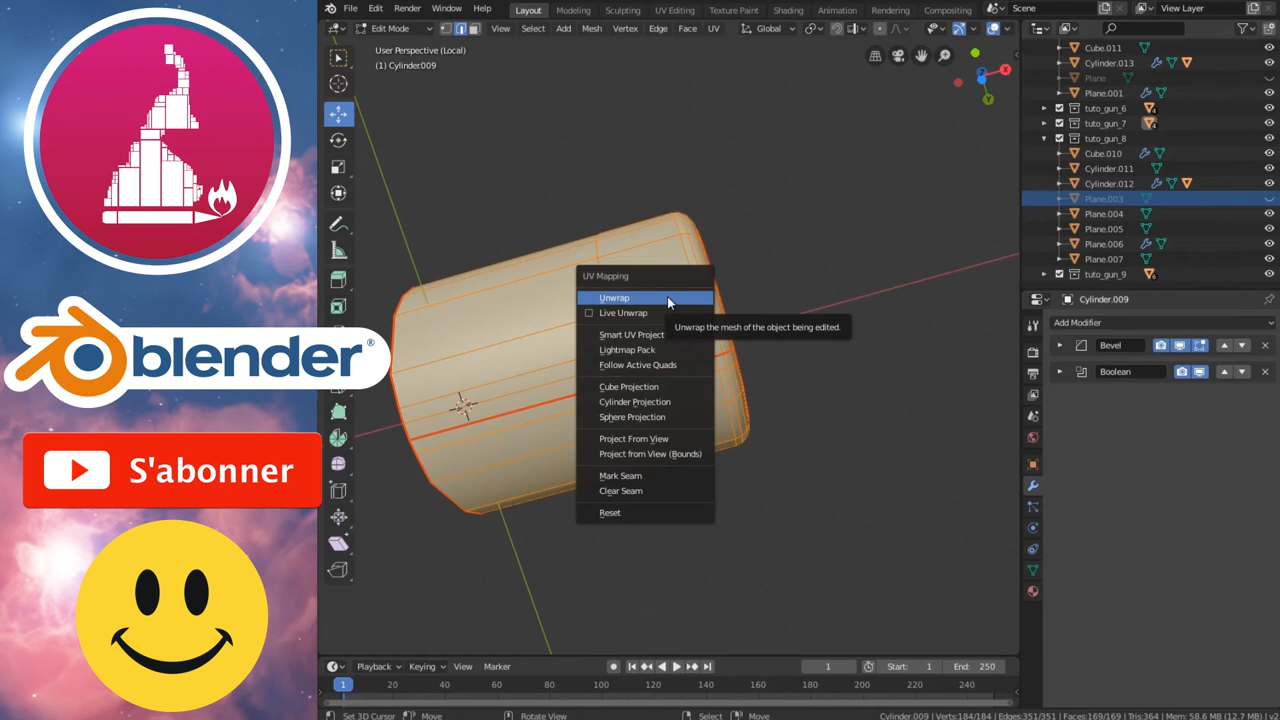 File Edit Render Window Help Layout Modeling Sculpting UV Editing Texture Paint Shading Animation Rendering Compositing Scene View Layer
Edit Mode View Select Add Mesh Vertex Edge Face UV Global
User Perspective (Local)
(1) Cylinder.009
X
Y
Cube.011
Cylinder.013
Plane
Plane.001
tuto_gun_6
tuto_gun_7
tuto_gun_8
Cube.010
Cylinder.011
Cylinder.012
Plane.003
Plane.004
Plane.005
Plane.006
Plane.007
tuto_gun_9
Cylinder.009
Add Modifier
Bevel
Boolean
UV Mapping
Unwrap
Live Unwrap
Unwrap the mesh of the object being edited.
Smart UV Project
Lightmap Pack
Follow Active Quads
Cube Projection
Cylinder Projection
Sphere Projection
Project From View
Project from View (Bounds)
Mark Seam
Clear Seam
Reset
blender®
S'abonner
Playback Keying View Marker 1 Start: 1 End: 250
1 20 40 60 80 100 120 140 160 180 200 220 240
Set 3D Cursor Move Rotate View Select Move Cylinder.009 | Verts:184/184 | Edges:351/351 | Faces:169/169 | Tris:364 | Mem: 58.6 MB